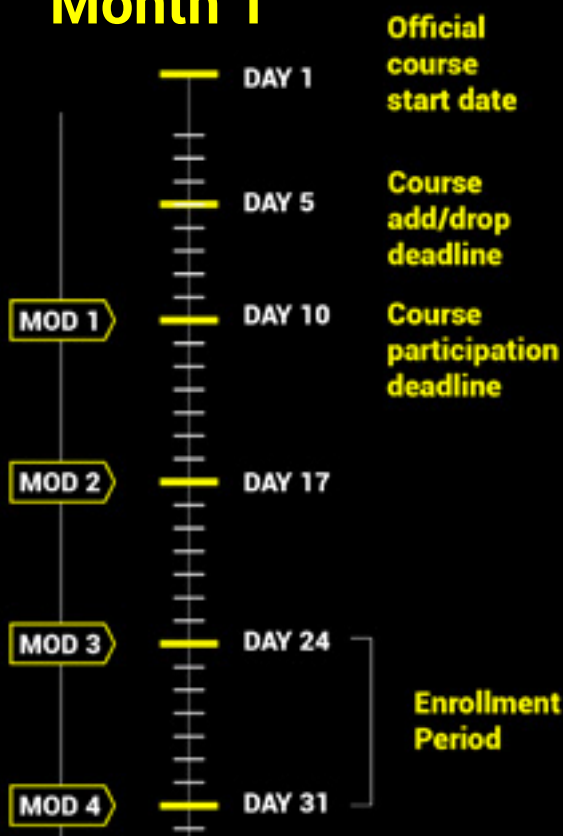 Month 1
DAY 1
Official
course
start date
DAY 5
Course
add/drop
deadline
MOD 1
DAY 10
Course
participation
deadline
MOD 2
DAY 17
MOD 3
DAY 24
Enrollment
Period
MOD 4
DAY 31